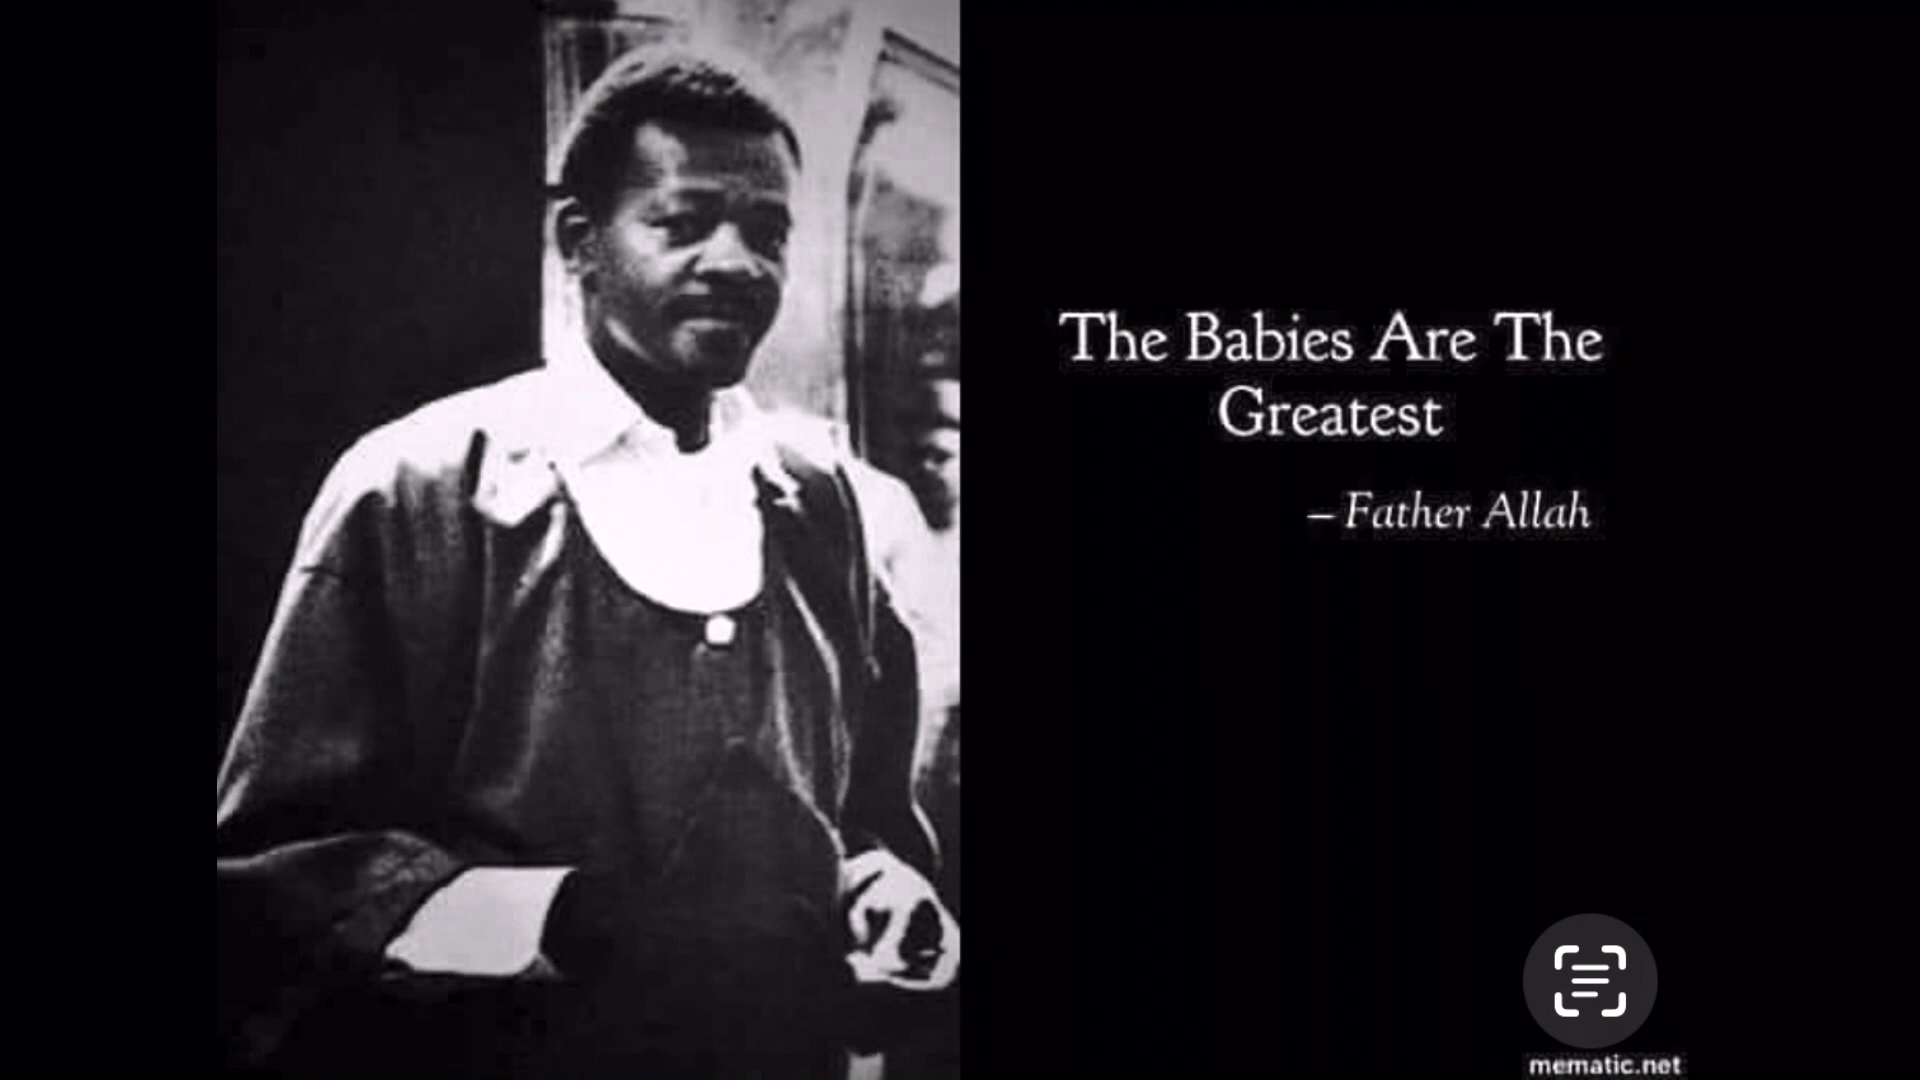 The Babies Are The
Greatest
– Father Allah
mematic.net